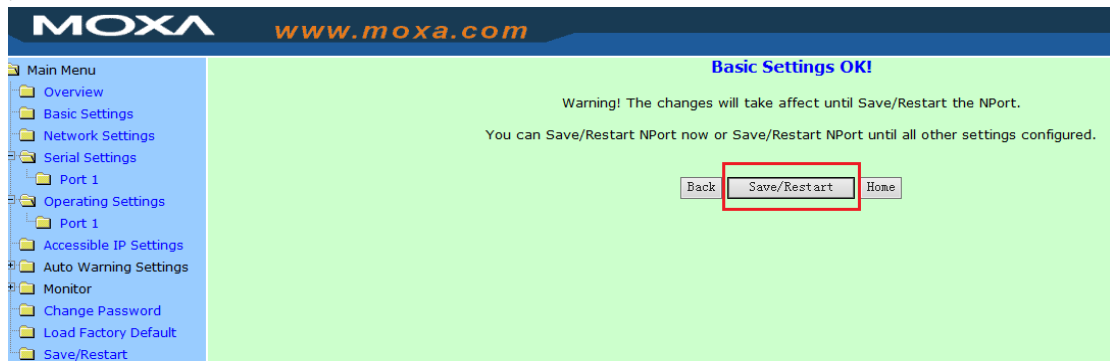 MOXA www.moxa.com
Main Menu
Overview
Basic Settings
Network Settings
Serial Settings
Port 1
Operating Settings
Port 1
Accessible IP Settings
Auto Warning Settings
Monitor
Change Password
Load Factory Default
Save/Restart
Basic Settings OK!
Warning! The changes will take affect until Save/Restart the NPort.
You can Save/Restart NPort now or Save/Restart NPort until all other settings configured.
Back Save/Restart Home